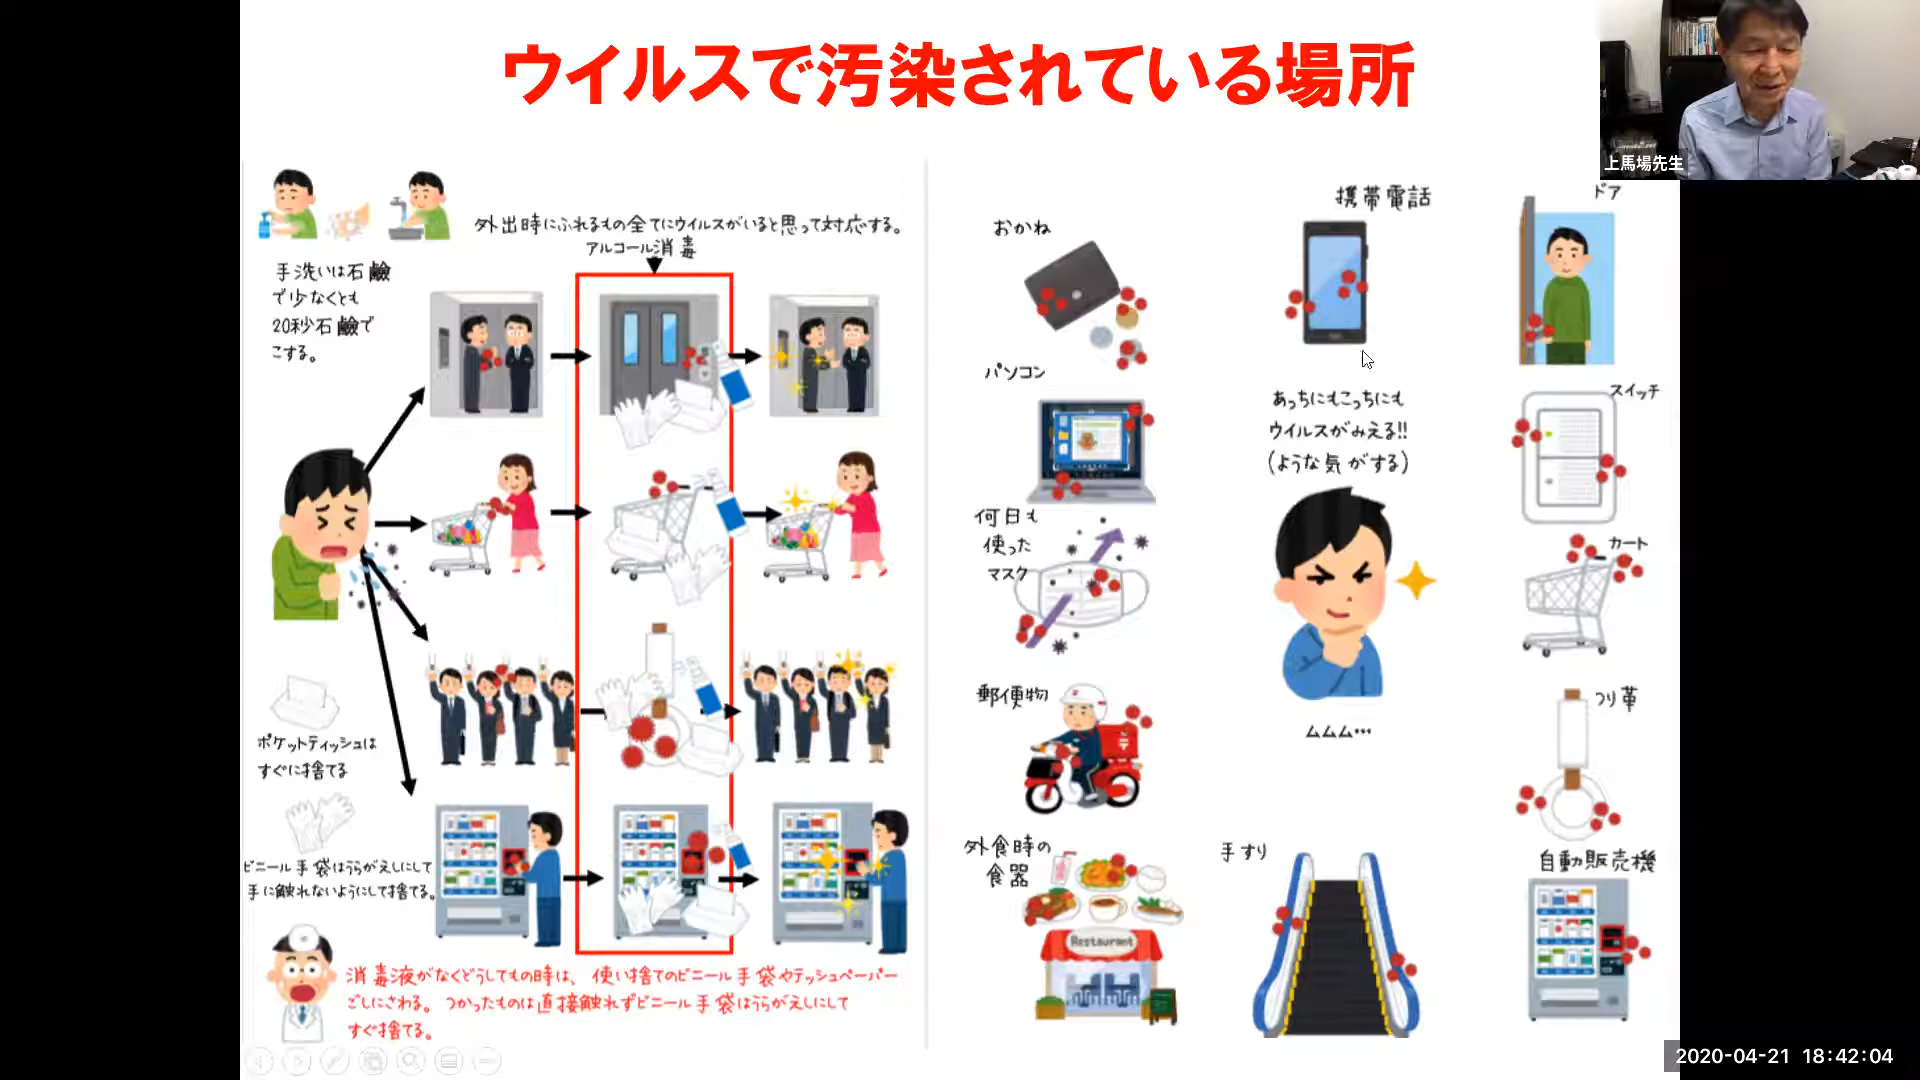 ウイルスで汚染されている場所
上馬場先生
外出時にふれるもの全てにウイルスがいると思って対応する。
アルコール消毒
手洗いは石鹼
で少なくとも
20秒石鹼で
こする。
ポケットティッシュは
すぐに捨てる
ビニール手袋はうらがえしにして
手に触れないようにして捨てる。
消毒液がなくどうしてもの時は、使い捨てのビニール手袋やテッシュペーパー
ごしにさわる。つかったものは直接触れずビニール手袋はうらがえしにして
すぐ捨てる。
おかね
携帯電話
ドア
パソコン
あっちにもこっちにも
ウイルスがみえる!!
(ような気がする)
スイッチ
何日も
使った
マスク
カート
郵便物
ムムム…
つり革
外食時の
食器
Restaurant
手すり
自動販売機
2020-04-21 18:42:04